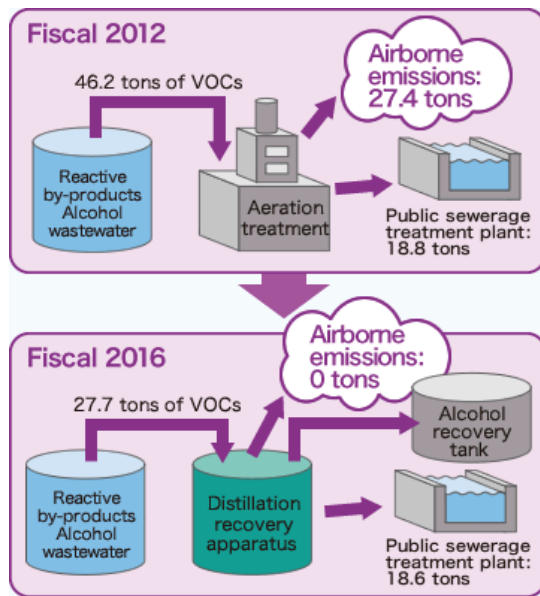 Fiscal 2012
46.2 tons of VOCs
Airborne
emissions:
27.4 tons
Reactive
by-products
Alcohol
wastewater
Aeration
treatment
Public sewerage
treatment plant:
18.8 tons
Fiscal 2016
Airborne
emissions:
0 tons
27.7 tons of VOCs
Alcohol
recovery
tank
Reactive
by-products
Alcohol
wastewater
Distillation
recovery
apparatus
Public sewerage
treatment plant:
18.6 tons